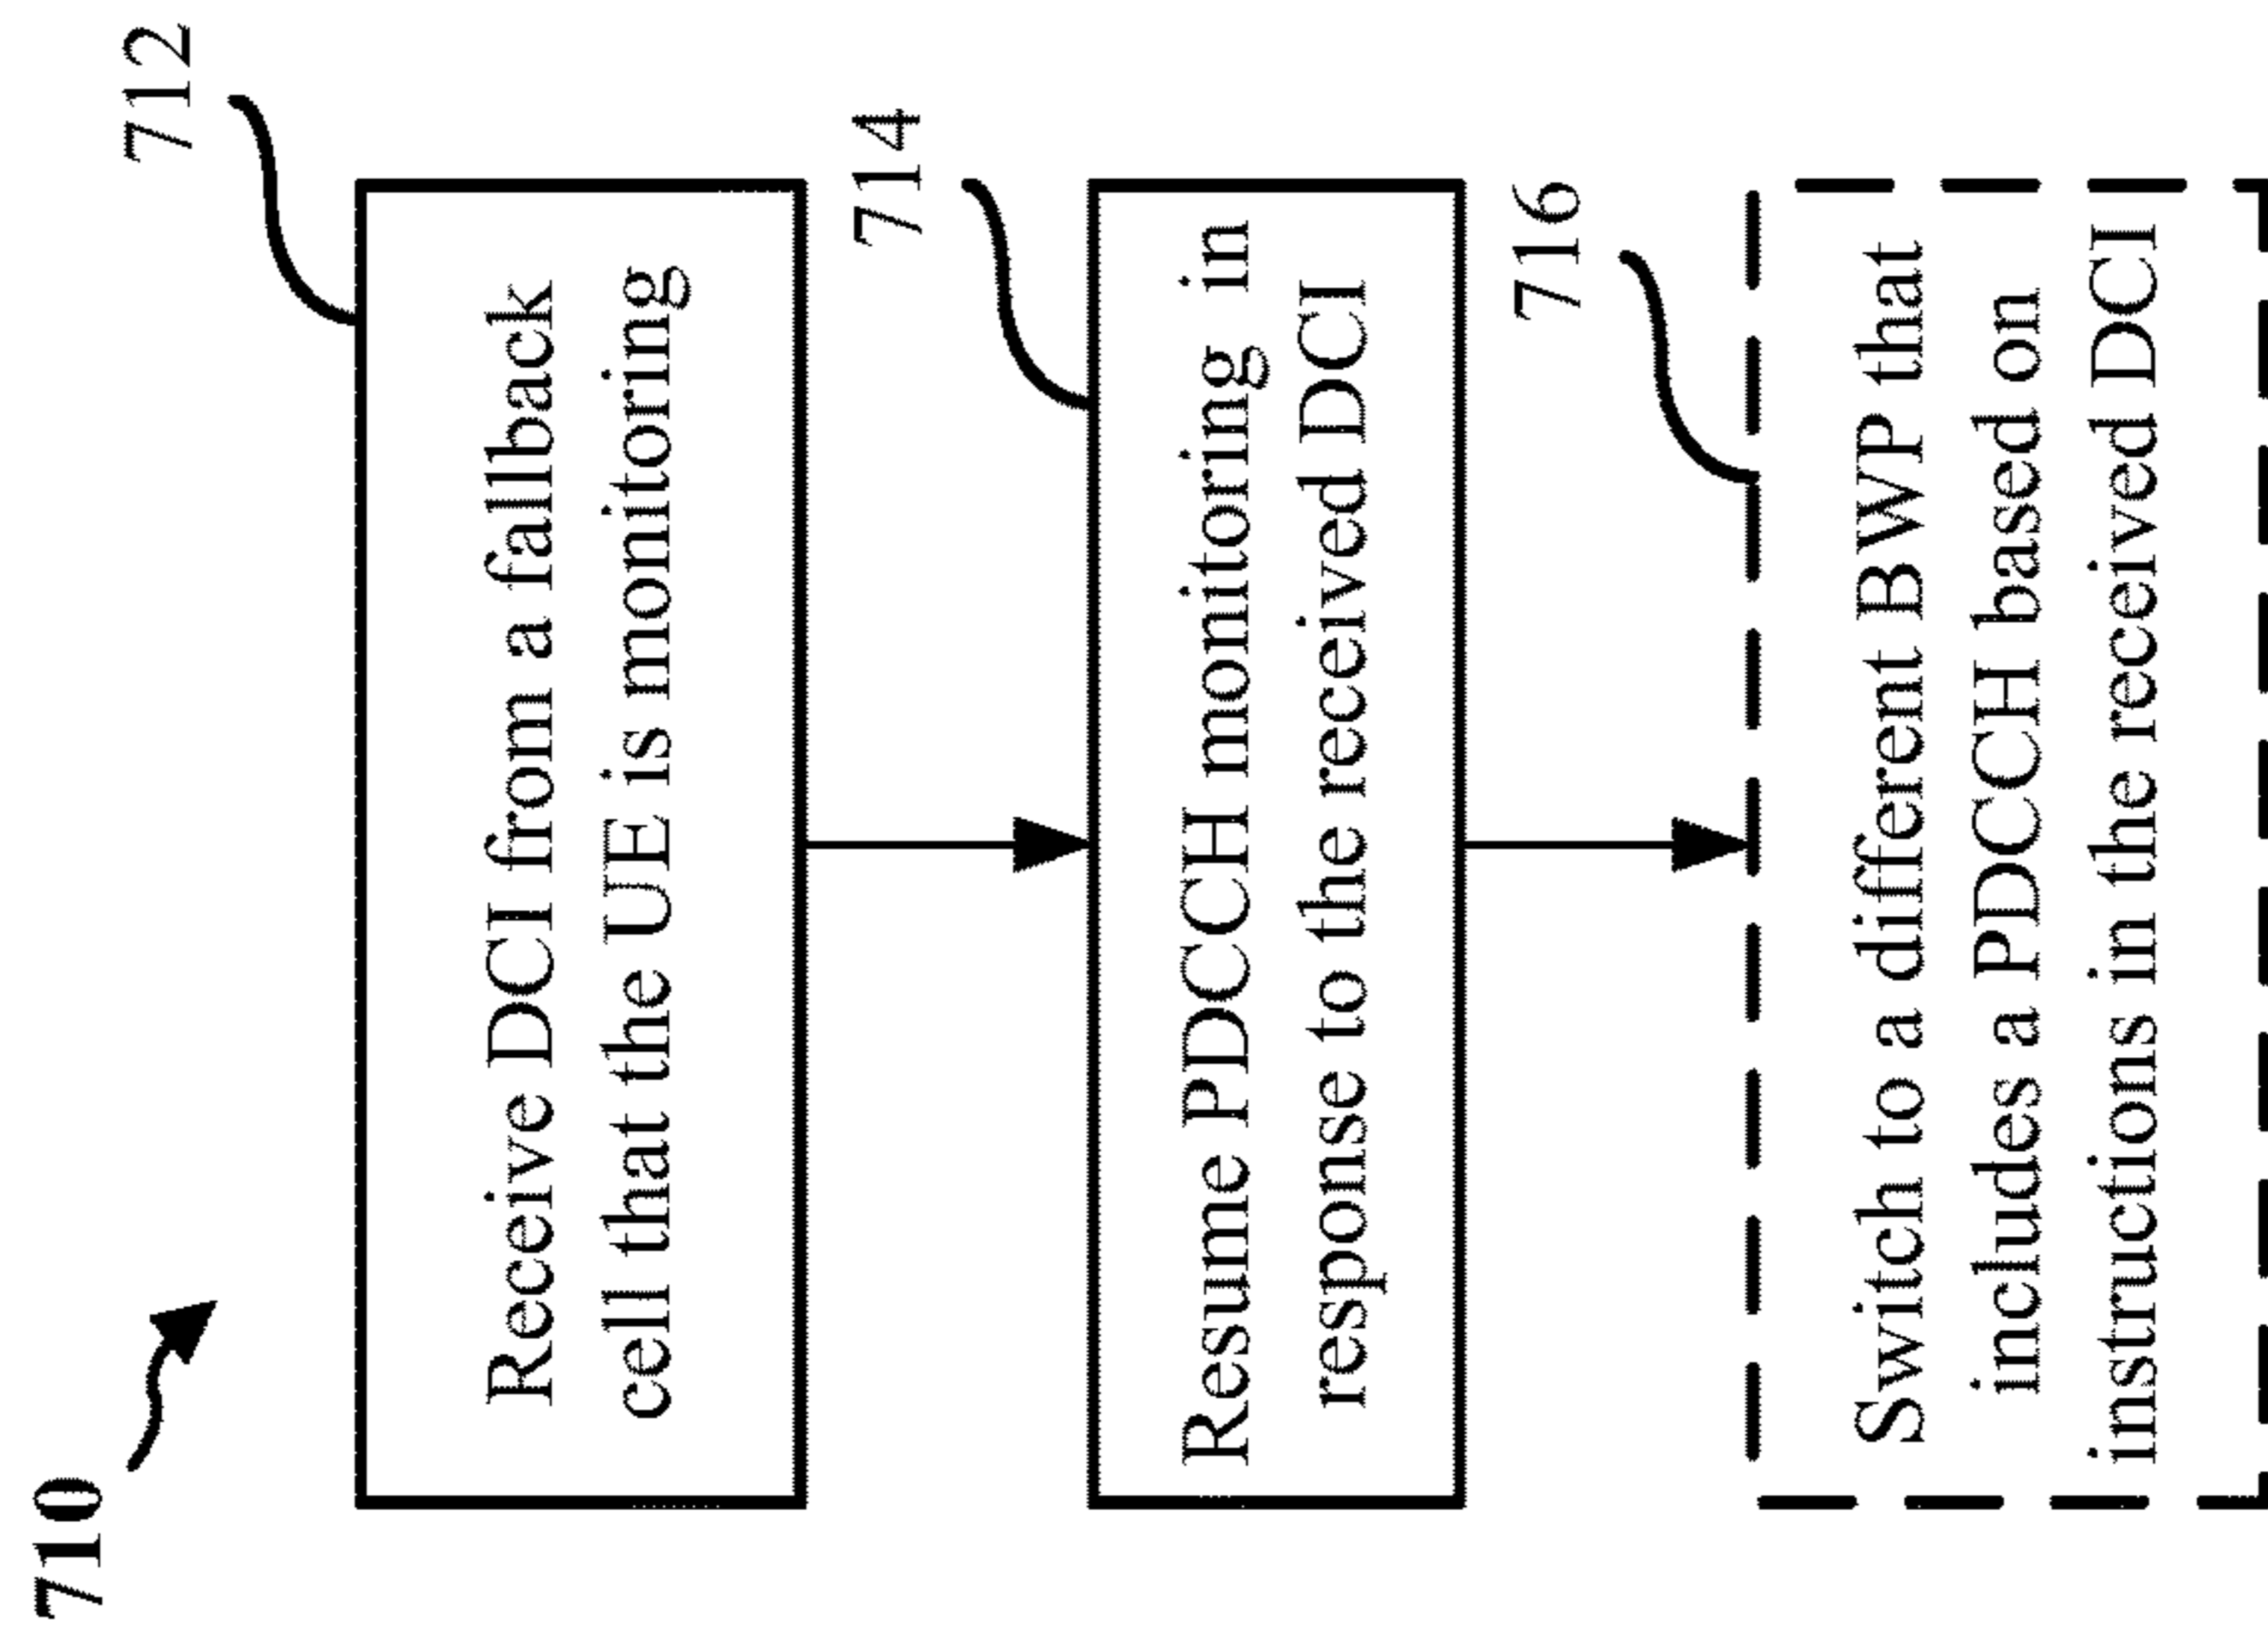 710
712
Receive DCI from a fallback
cell that the UE is monitoring
714
Resume PDCCH monitoring in
response to the received DCI
716
Switch to a different BWP that
includes a PDCCH based on
instructions in the received DCI